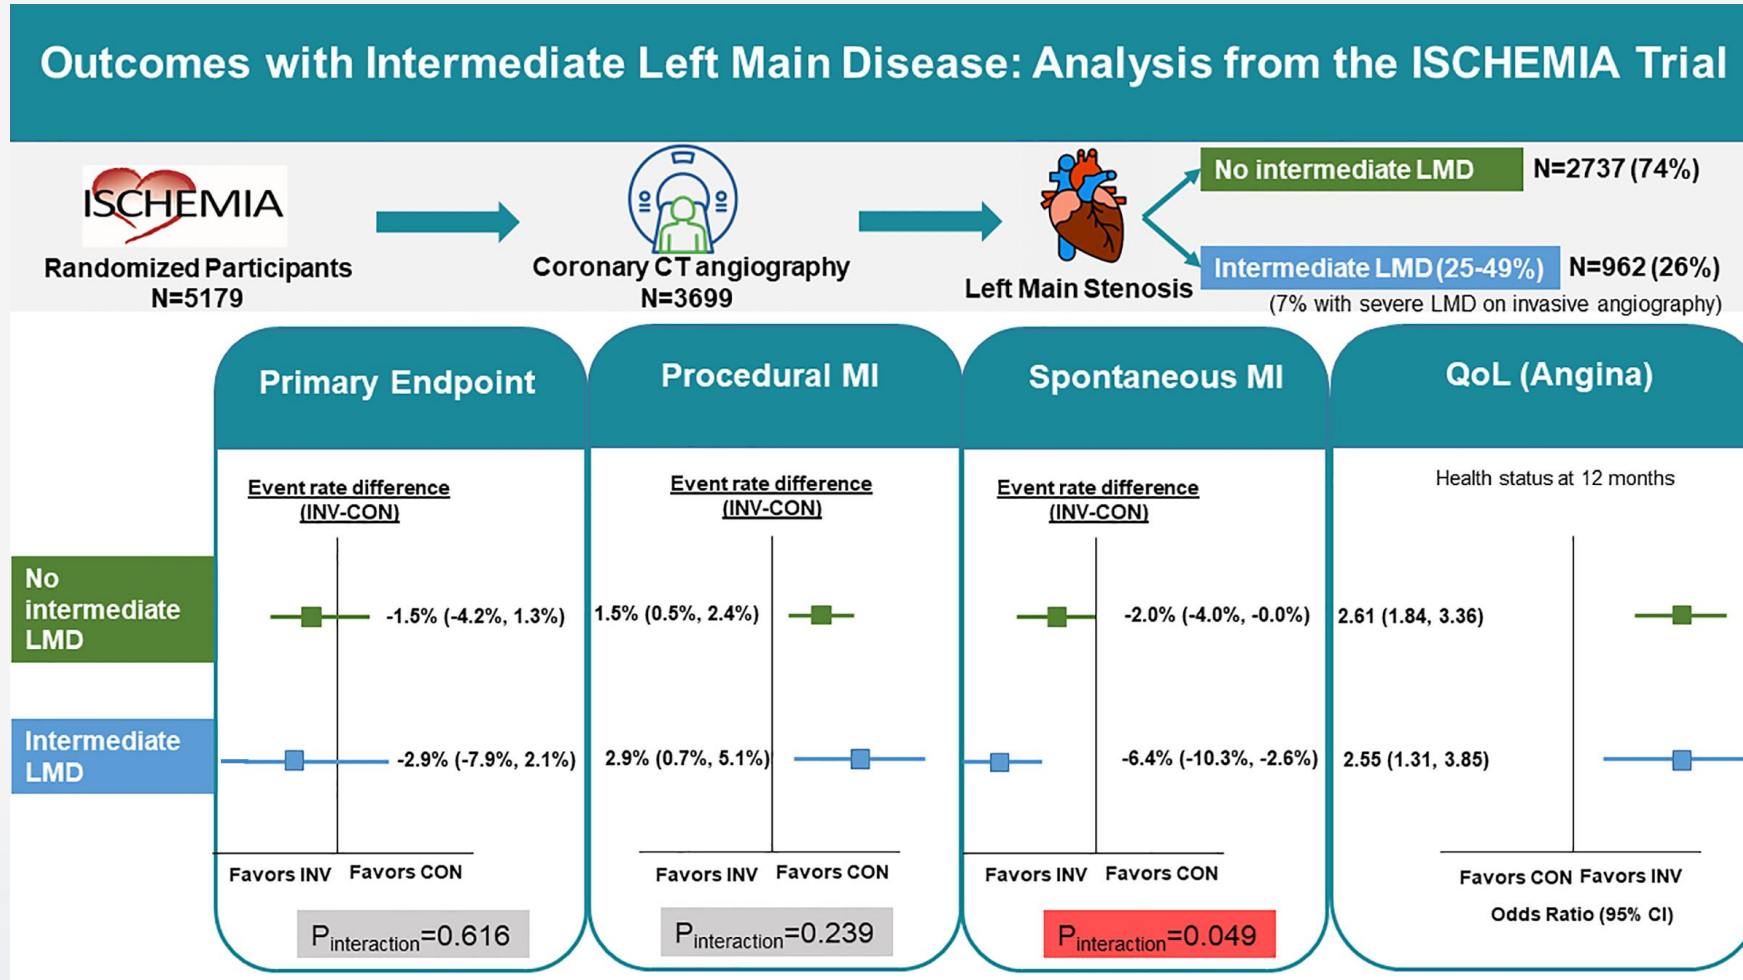 Outcomes with Intermediate Left Main Disease: Analysis from the ISCHEMIA Trial
ISCHEMIA
Randomized Participants
N=5179
Coronary CT angiography
N=3699
Left Main Stenosis
No intermediate LMD
N=2737 (74%)
Intermediate LMD (25-49%)
N=962 (26%)
(7% with severe LMD on invasive angiography)
Primary Endpoint
Procedural MI
Spontaneous MI
QoL (Angina)
Event rate difference
(INV-CON)
Event rate difference
(INV-CON)
Event rate difference
(INV-CON)
Health status at 12 months
No
intermediate
LMD
-1.5% (-4.2%, 1.3%)
1.5% (0.5%, 2.4%)
-2.0% (-4.0%, -0.0%)
2.61 (1.84, 3.36)
Intermediate
LMD
-2.9% (-7.9%, 2.1%)
2.9% (0.7%, 5.1%)
-6.4% (-10.3%, -2.6%)
2.55 (1.31, 3.85)
Favors INV Favors CON
Favors INV Favors CON
Favors INV Favors CON
Favors CON Favors INV
Odds Ratio (95% CI)
Pinteraction=0.616
Pinteraction=0.239
Pinteraction=0.049